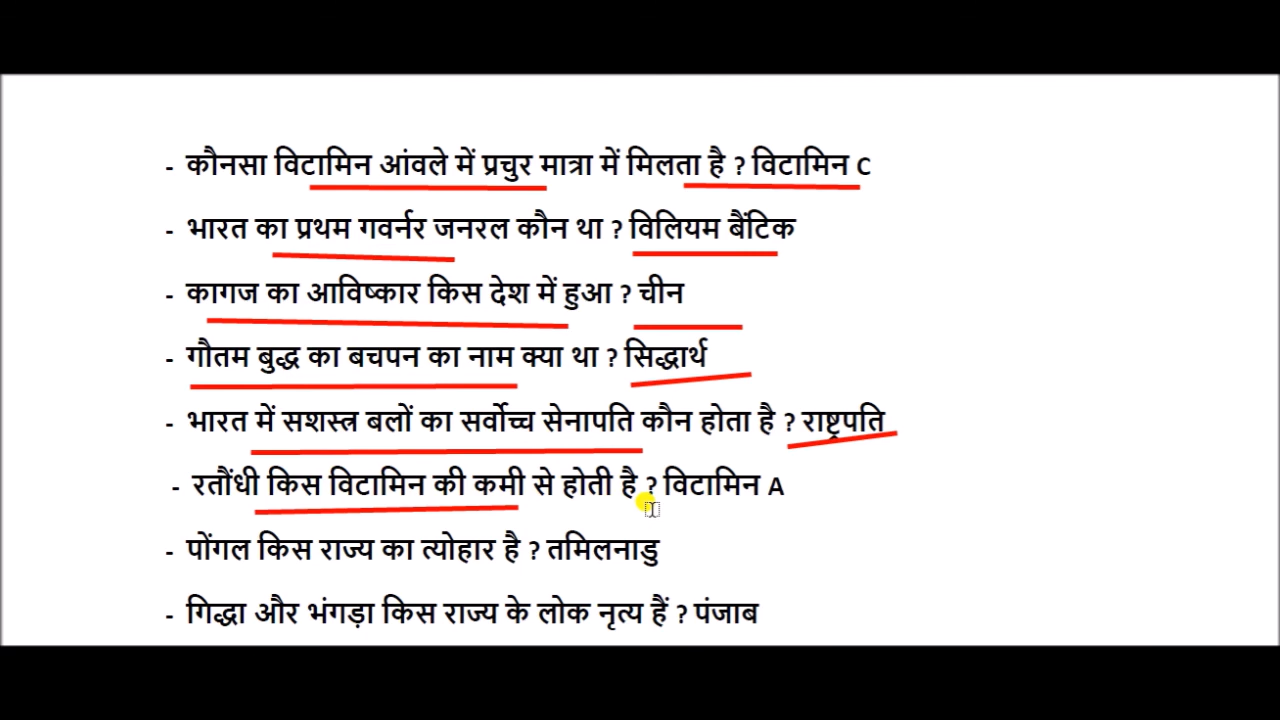 - कौनसा विटामिन आंवले में प्रचुर मात्रा में मिलता है ? विटामिन C
- भारत का प्रथम गवर्नर जनरल कौन था ? विलियम बैंटिक
- कागज का आविष्कार किस देश में हुआ ? चीन
- गौतम बुद्ध का बचपन का नाम क्या था ? सिद्धार्थ
- भारत में सशस्त्र बलों का सर्वोच्च सेनापति कौन होता है ? राष्ट्रपति
- रतौंधी किस विटामिन की कमी से होती है ? विटामिन A
- पोंगल किस राज्य का त्योहार है ? तमिलनाडु
- गिद्धा और भंगड़ा किस राज्य के लोक नृत्य हैं ? पंजाब